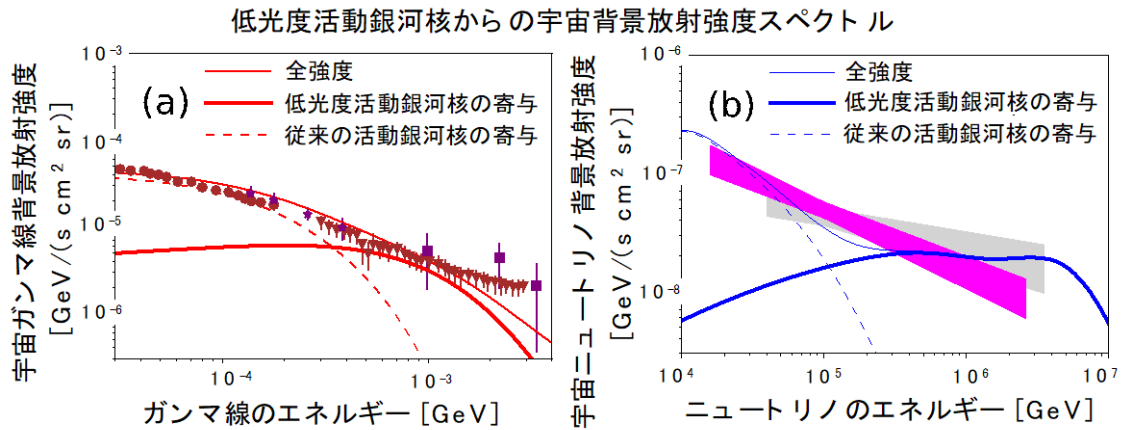 低光度活動銀河核からの宇宙背景放射強度スペクトル
宇宙ガンマ線背景放射強度
[GeV/(s cm² sr)]
10⁻³
10⁻⁴
10⁻⁵
10⁻⁶
(a)
全強度
低光度活動銀河核の寄与
従来の活動銀河核の寄与
10⁻⁴
10⁻³
ガンマ線のエネルギー [GeV]
宇宙ニュートリノ背景放射強度
[GeV/(s cm² sr)]
10⁻⁶
10⁻⁷
10⁻⁸
(b)
全強度
低光度活動銀河核の寄与
従来の活動銀河核の寄与
10⁴
10⁵
10⁶
10⁷
ニュートリノのエネルギー [GeV]